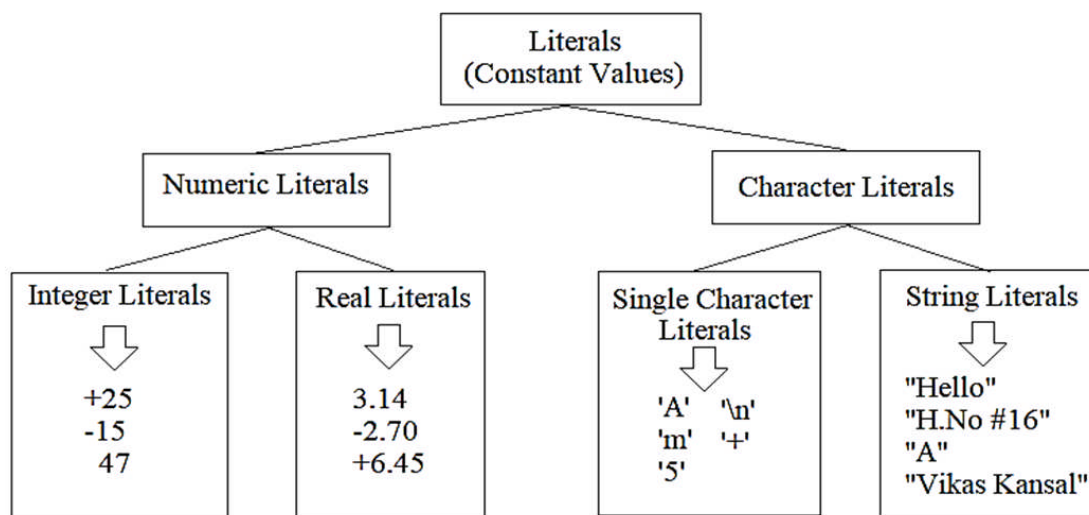 Literals
(Constant Values)
Numeric Literals
Character Literals
Integer Literals
+25
-15
47
Real Literals
3.14
-2.70
+6.45
Single Character
Literals
'A' '\n'
'm' '+'
'5'
String Literals
"Hello"
"H.No #16"
"A"
"Vikas Kansal"